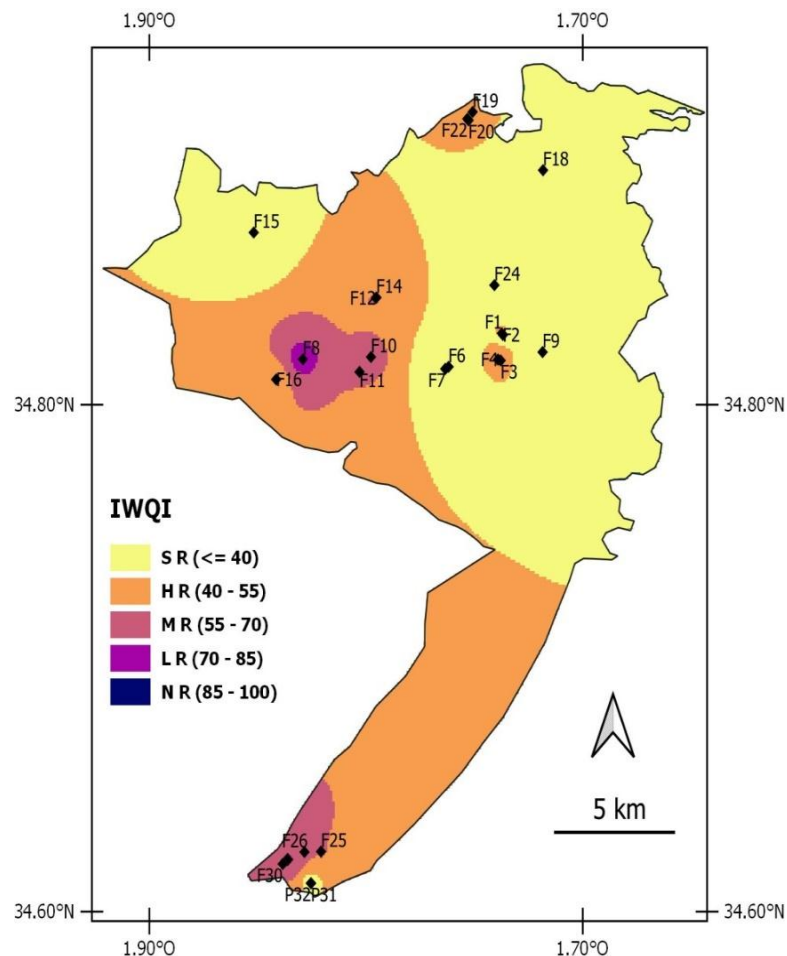 1.90°O 1.70°O
F19
F22 F20
F18
F15
F24
F14
F12
F1
F2
F8
F10
F6
F9
F4
F3
F7
F16
F11
34.80°N 34.80°N
IWQI
S R (<= 40)
H R (40 - 55)
M R (55 - 70)
L R (70 - 85)
N R (85 - 100)
5 km
F26 F25
F30
P32P31
34.60°N 34.60°N
1.90°O 1.70°O